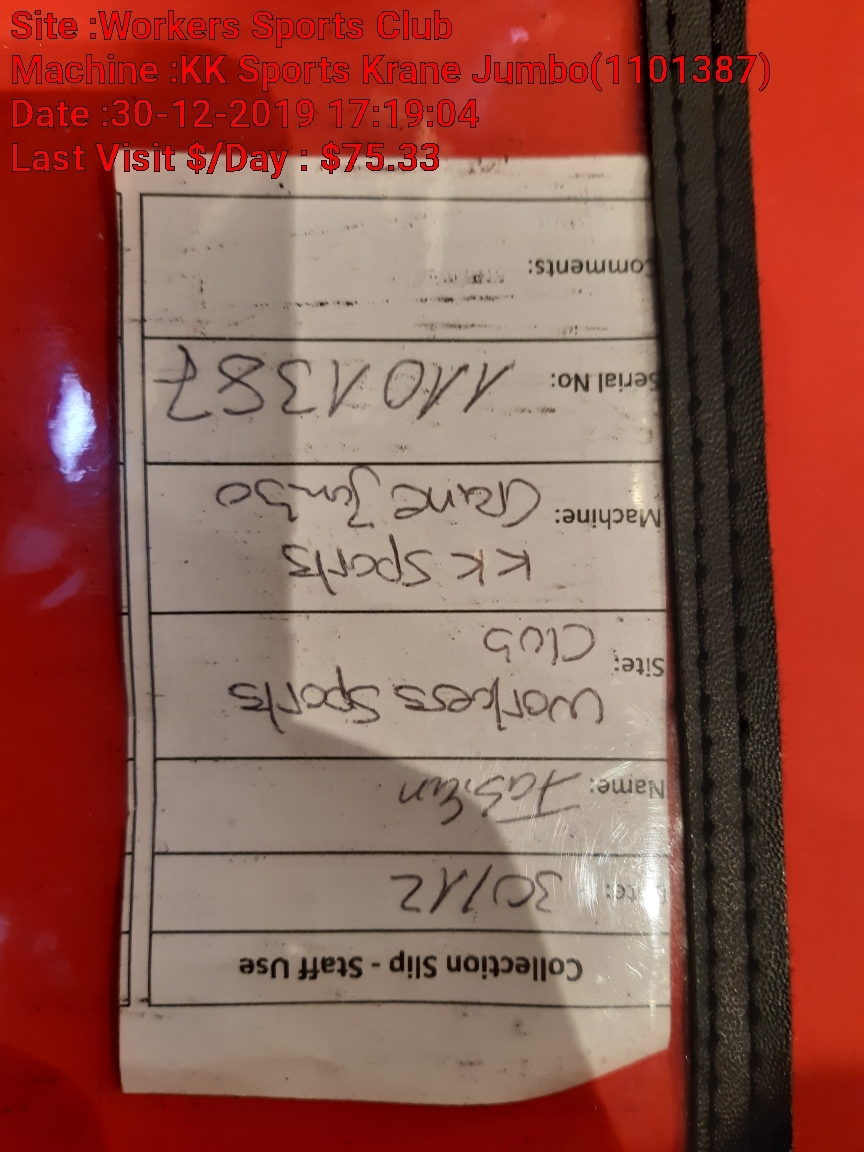 Site :Workers Sports Club
Machine :KK Sports Krane Jumbo(1101387)
Date :30-12-2019 17:19:04
Last Visit $/Day : $75.33
Collection Slip - Staff Use
Date: 30/12
Name:
Site: Workers Sports
Club
Machine: KK Sports
Crane Jumbo
Serial No: 1101387
Comments: